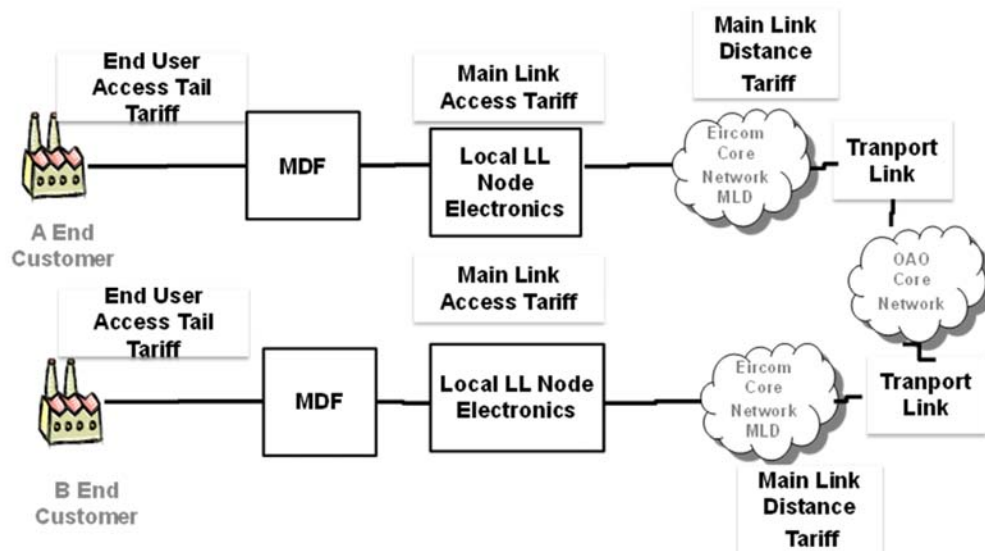 End User
Access Tail
Tariff
Main Link
Access Tariff
Main Link
Distance
Tariff
MDF
Local LL
Node
Electronics
Eircom
Core
Network
MLD
Tranport
Link
A End
Customer
OAO
Core
Network
End User
Access Tail
Tariff
Main Link
Access Tariff
MDF
Local LL Node
Electronics
Eircom
Core
Network
MLD
Tranport
Link
B End
Customer
Main Link
Distance
Tariff